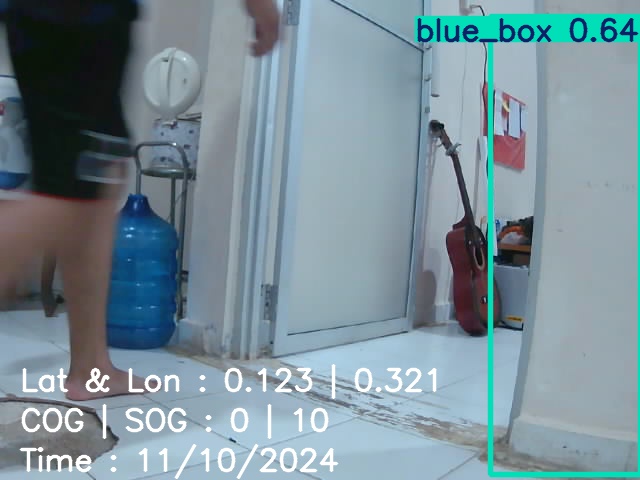 blue_box 0.64
Lat & Lon : 0.123 | 0.321
COG | SOG : 0 | 10
Time : 11/10/2024